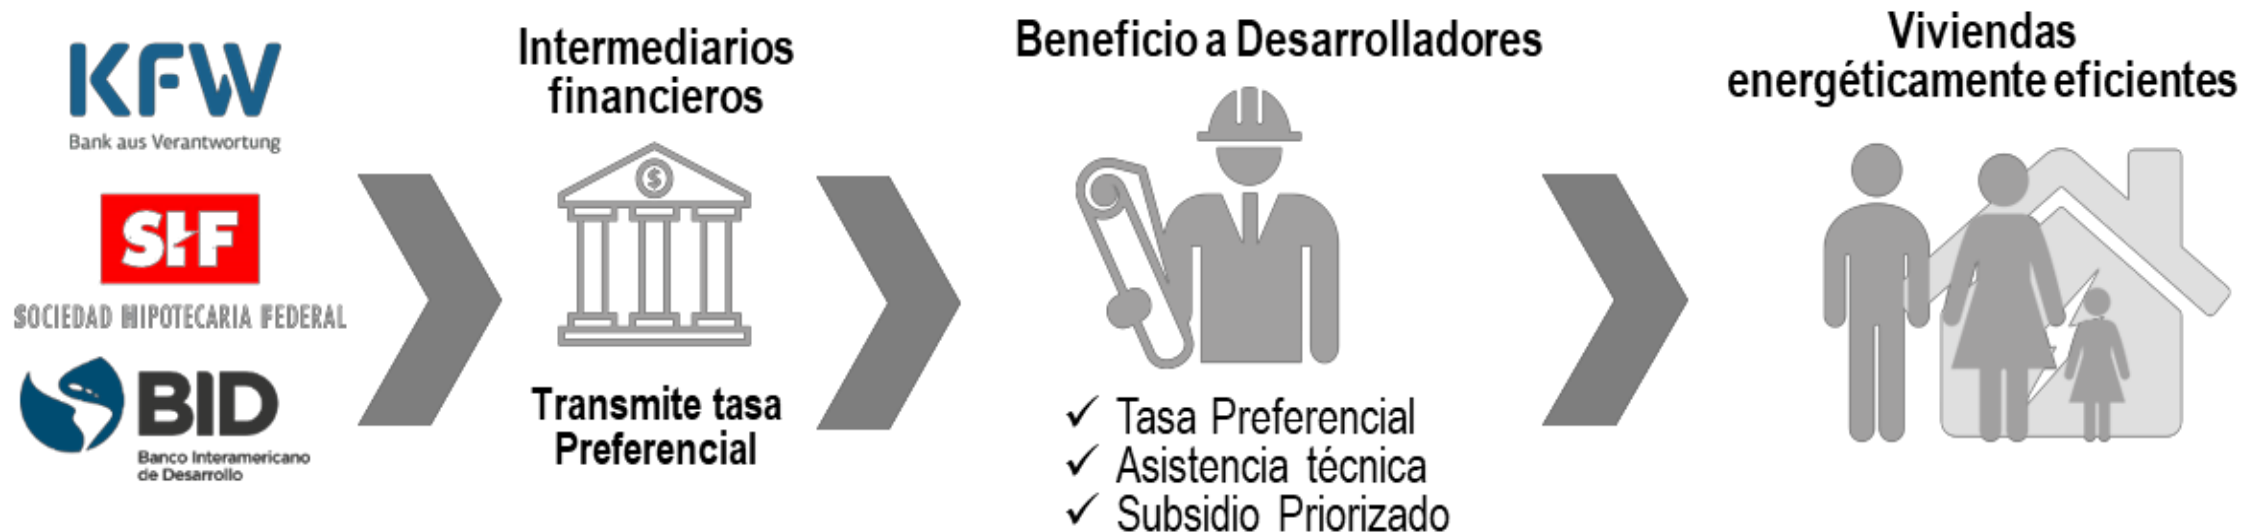 KFW
Bank aus Verantwortung
SHF
SOCIEDAD HIPOTECARIA FEDERAL
BID
Banco Interamericano
de Desarrollo
Intermediarios
financieros
$
Transmite tasa
Preferencial
Beneficio a Desarrolladores
✓ Tasa Preferencial
✓ Asistencia técnica
✓ Subsidio Priorizado
Viviendas
energéticamente eficientes